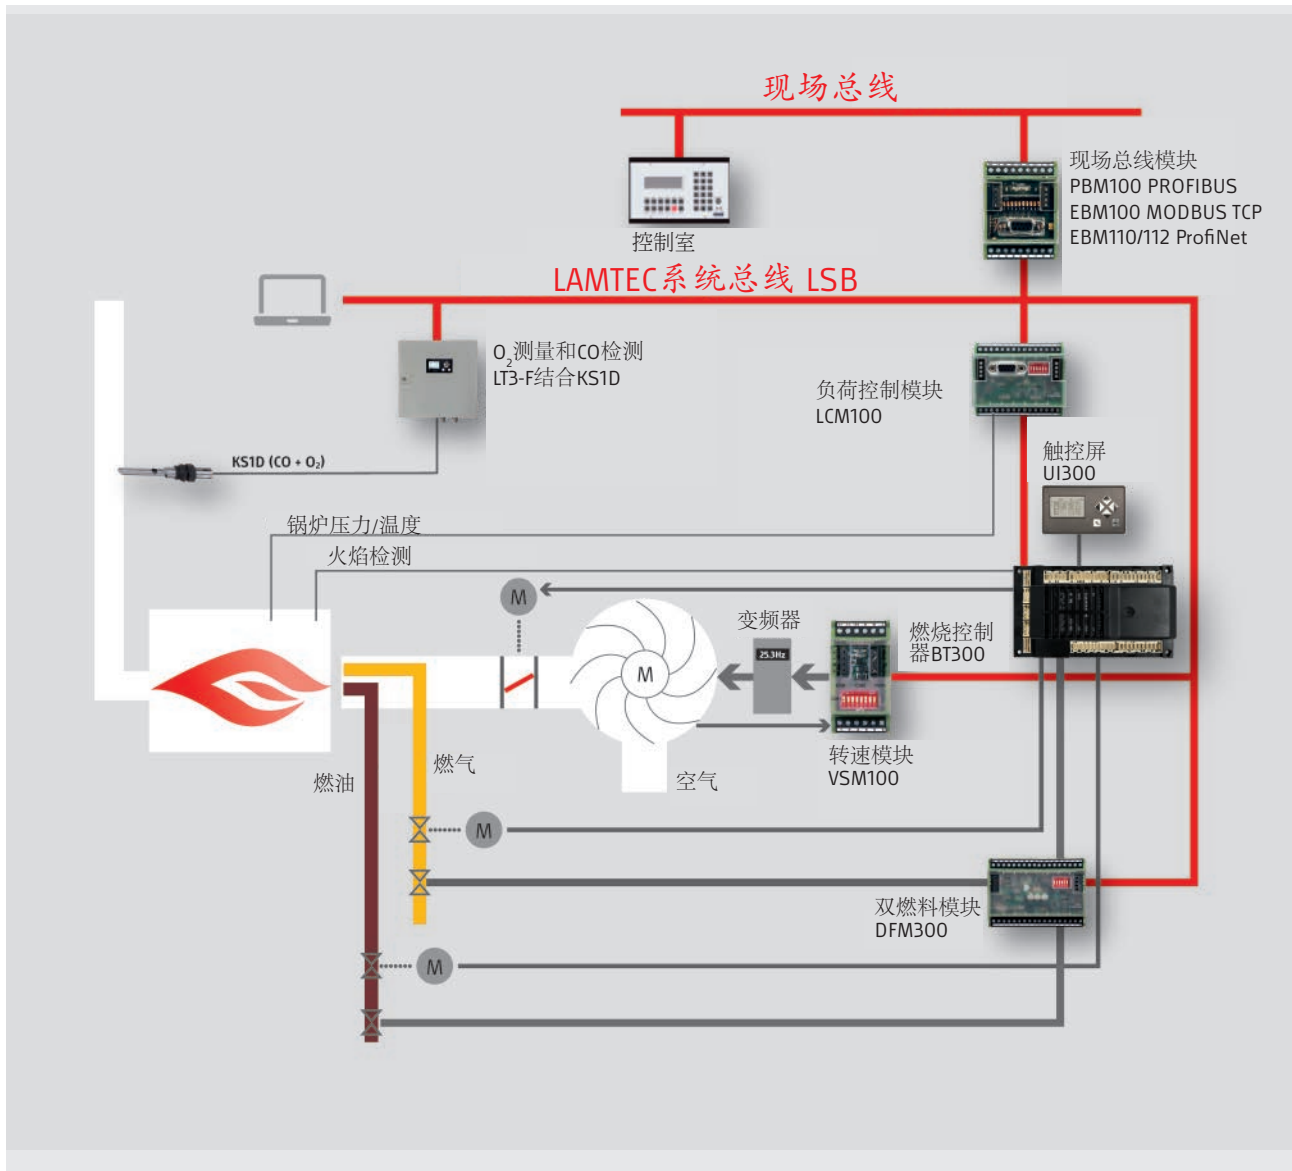 现场总线
现场总线模块
PBM100 PROFIBUS
EBM100 MODBUS TCP
EBM110/112 ProfiNet
控制室
LAMTEC系统总线 LSB
O₂测量和CO检测
LT3-F结合KS1D
负荷控制模块
LCM100
触控屏
UI300
KS1D (CO + O₂)
锅炉压力/温度
火焰检测
M
变频器
25.3Hz
燃烧控制
器BT300
M
转速模块
VSM100
燃气
燃油
空气
M
双燃料模块
DFM300
M